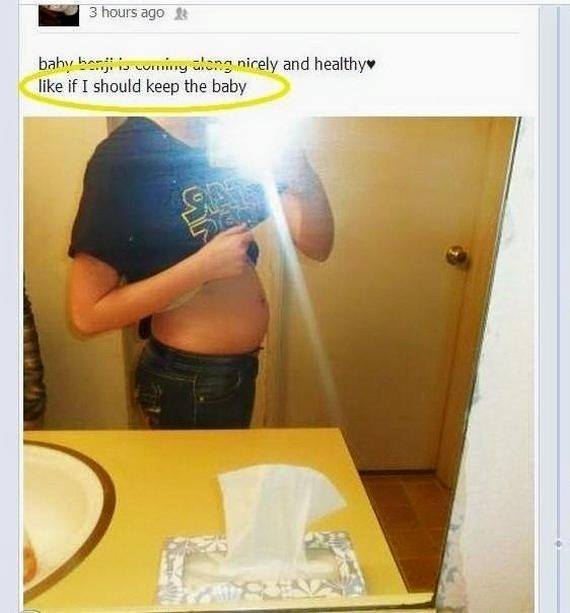 3 hours ago
baby benji is coming along nicely and healthy♥
like if I should keep the baby